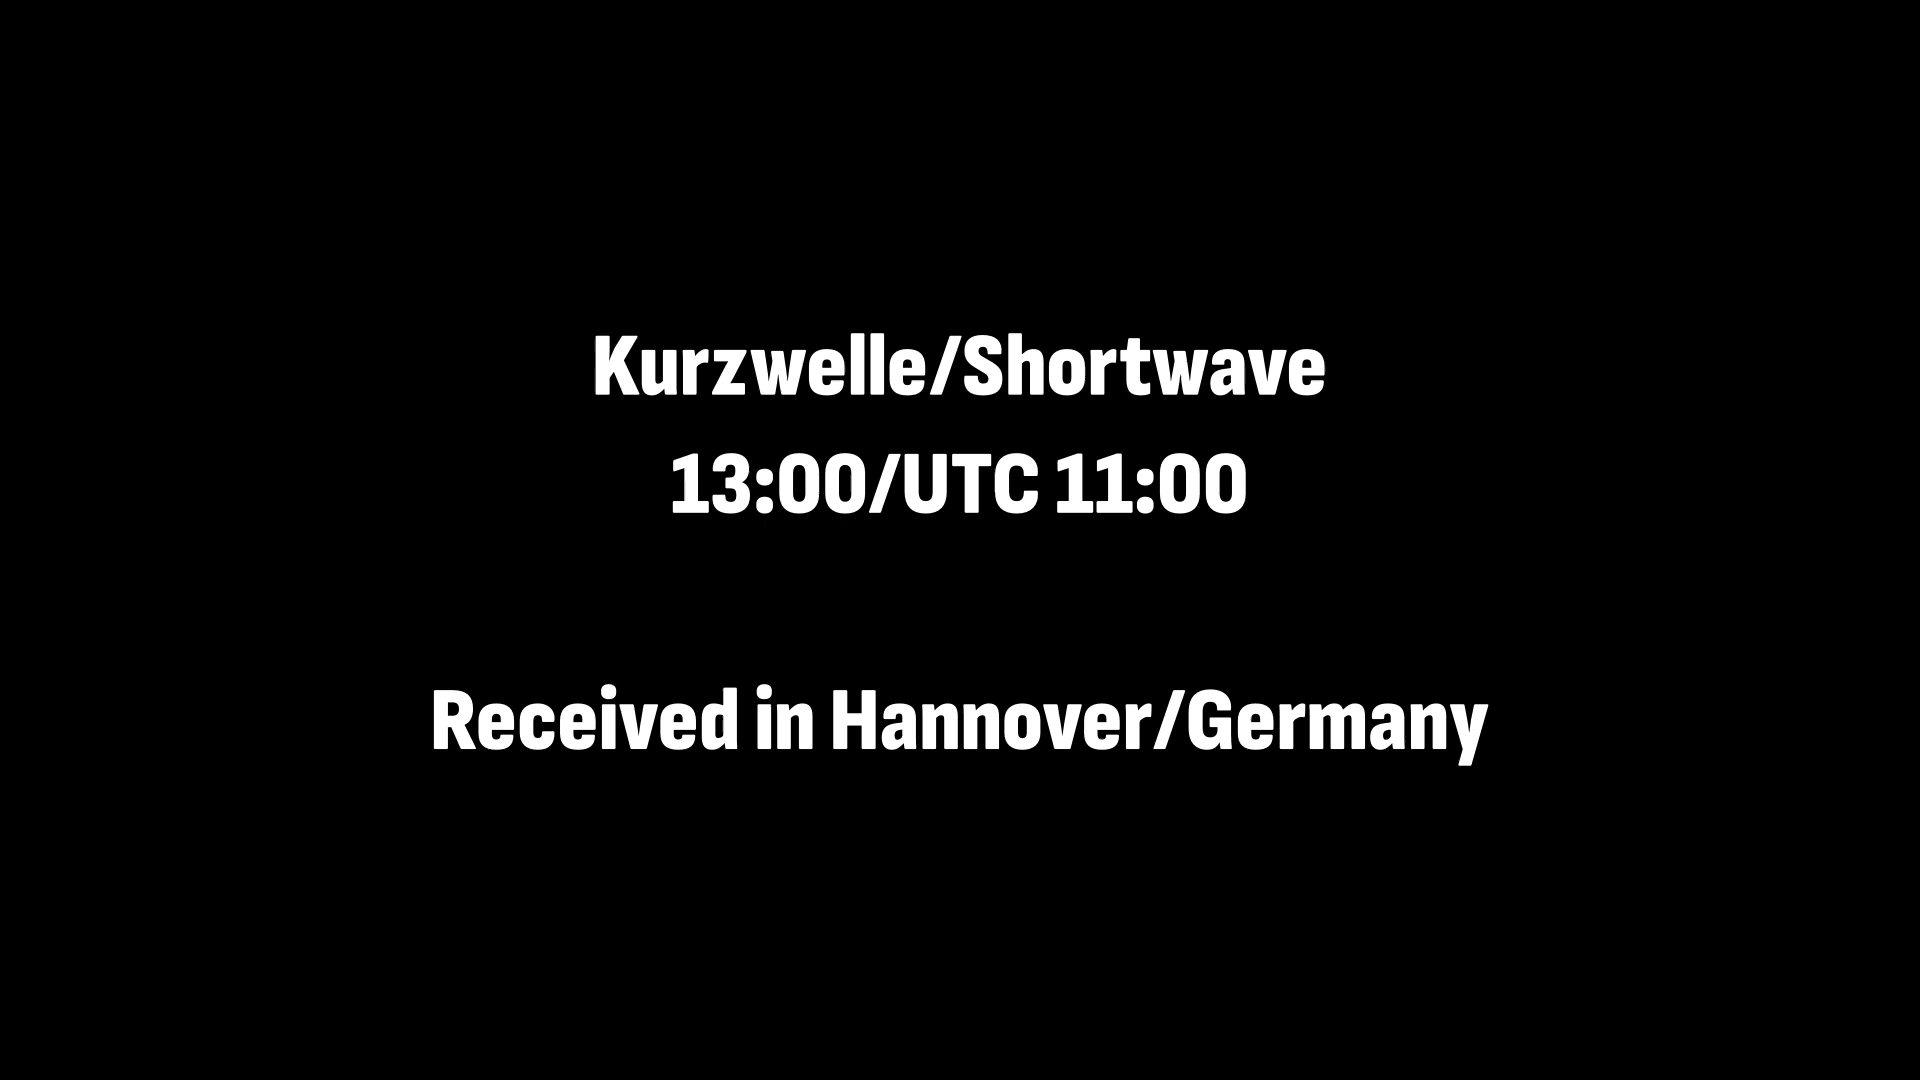 Kurzwelle/Shortwave
13:00/UTC 11:00
Received in Hannover/Germany